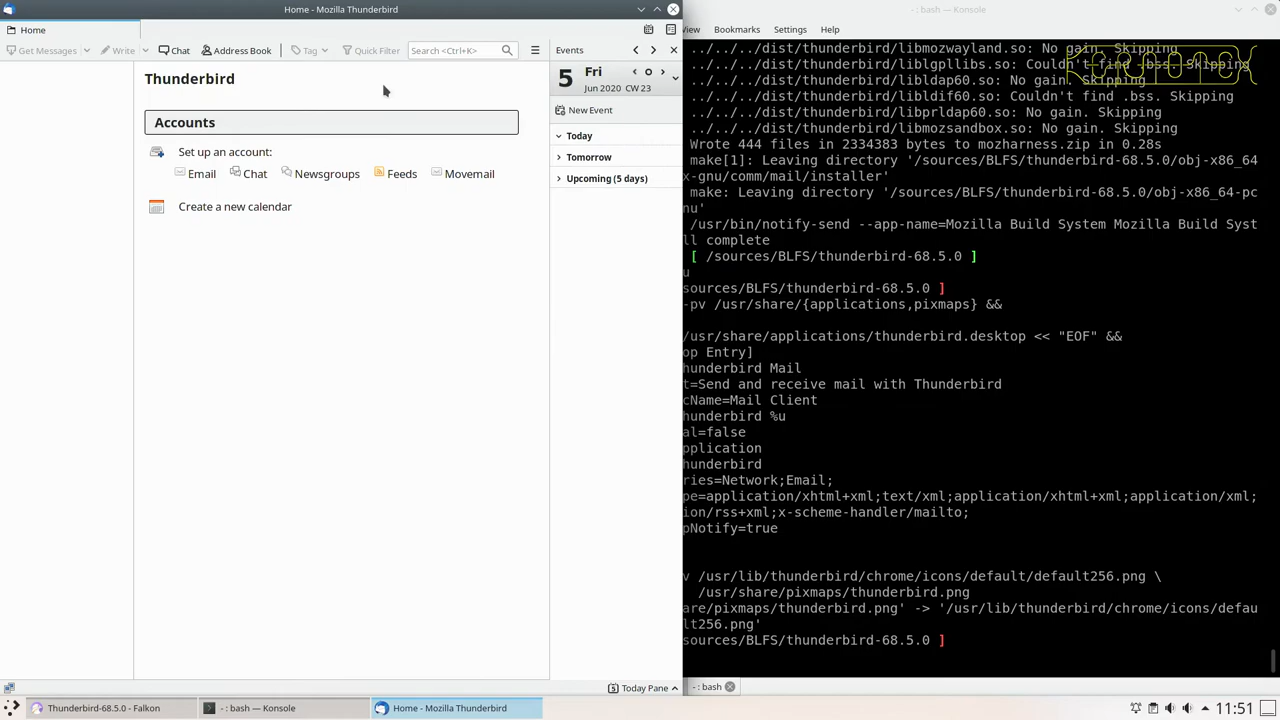 Home - Mozilla Thunderbird
- : bash — Konsole
Home
View Bookmarks Settings Help
Get Messages Write Chat Address Book Tag Quick Filter Search <Ctrl+K>
Events
5 Fri
Jun 2020 CW 23
New Event
Today
Tomorrow
Upcoming (5 days)
Thunderbird
Accounts
Set up an account:
Email Chat Newsgroups Feeds Movemail
Create a new calendar
Today Pane
../../../dist/thunderbird/libmozwayland.so: No gain. Skipping
../../../dist/thunderbird/liblgpllibs.so: Couldn't find .bss. Skipping
../../../dist/thunderbird/libldap60.so: No gain. Skipping
../../../dist/thunderbird/libldif60.so: Couldn't find .bss. Skipping
../../../dist/thunderbird/libprldap60.so: No gain. Skipping
../../../dist/thunderbird/libmozsandbox.so: No gain. Skipping
Wrote 444 files in 2334383 bytes to mozharness.zip in 0.28s
make[1]: Leaving directory '/sources/BLFS/thunderbird-68.5.0/obj-x86_64
x-gnu/comm/mail/installer'
make: Leaving directory '/sources/BLFS/thunderbird-68.5.0/obj-x86_64-pc
nu'
/usr/bin/notify-send --app-name=Mozilla Build System Mozilla Build Syst
ll complete
[ /sources/BLFS/thunderbird-68.5.0 ]
u
sources/BLFS/thunderbird-68.5.0 ]
-pv /usr/share/{applications,pixmaps} &&
/usr/share/applications/thunderbird.desktop << "EOF" &&
op Entry]
hunderbird Mail
t=Send and receive mail with Thunderbird
cName=Mail Client
hunderbird %u
al=false
pplication
hunderbird
ries=Network;Email;
pe=application/xhtml+xml;text/xml;application/xhtml+xml;application/xml;
ion/rss+xml;x-scheme-handler/mailto;
pNotify=true
v /usr/lib/thunderbird/chrome/icons/default/default256.png \
/usr/share/pixmaps/thunderbird.png
are/pixmaps/thunderbird.png' -> '/usr/lib/thunderbird/chrome/icons/defau
lt256.png'
sources/BLFS/thunderbird-68.5.0 ]
- : bash
Thunderbird-68.5.0 - Falkon
- : bash — Konsole
Home - Mozilla Thunderbird
11:51